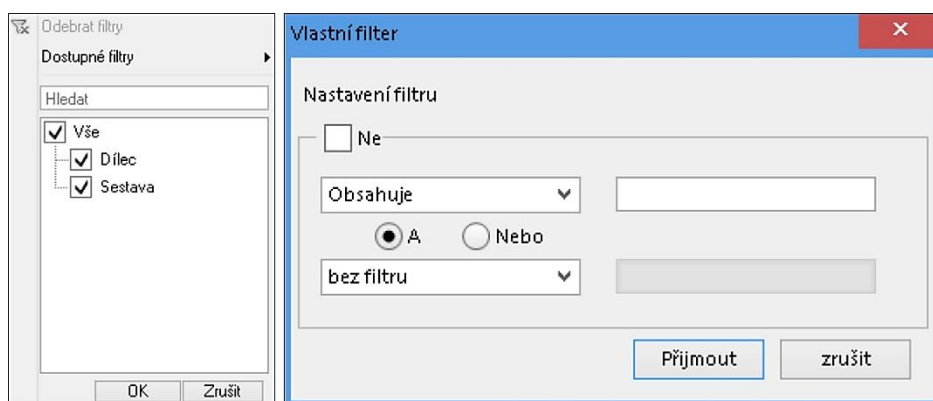 Odebrat filtry
Dostupné filtry
Hledat
Vše
Dílec
Sestava
OK Zrušit
Vlastní filter
Nastavení filtru
Ne
Obsahuje
A Nebo
bez filtru
Přijmout zrušit